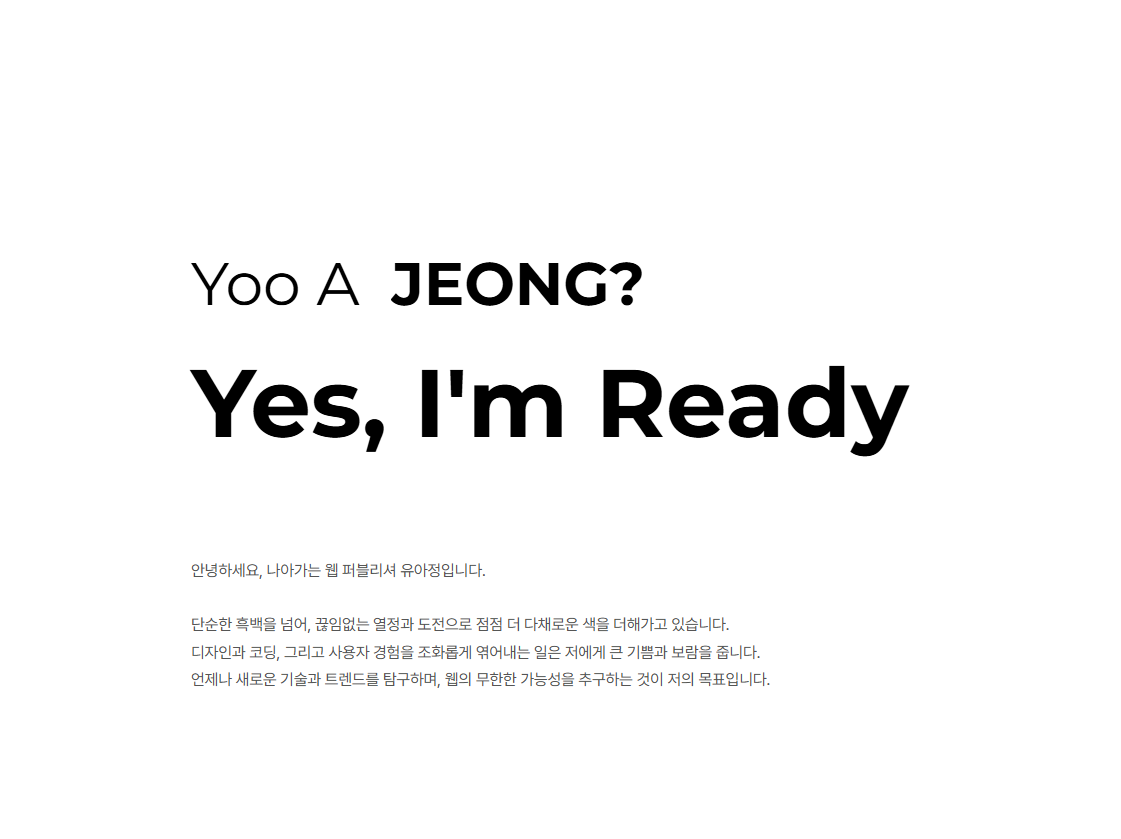 Yoo A JEONG?
Yes, I'm Ready
안녕하세요, 나아가는 웹 퍼블리셔 유아정입니다.
단순한 흑백을 넘어, 끊임없는 열정과 도전으로 점점 더 다채로운 색을 더해가고 있습니다.
디자인과 코딩, 그리고 사용자 경험을 조화롭게 엮어내는 일은 저에게 큰 기쁨과 보람을 줍니다.
언제나 새로운 기술과 트렌드를 탐구하며, 웹의 무한한 가능성을 추구하는 것이 저의 목표입니다.